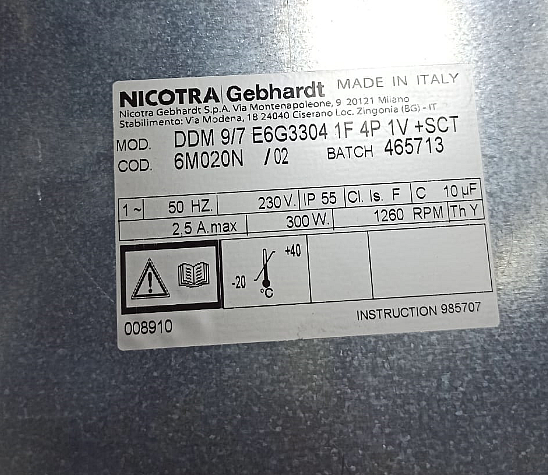 NICOTRA Gebhardt MADE IN ITALY
Nicotra Gebhardt S.p.A. Via Montenapoleone, 9 20121 Milano
Stabilimento: Via Modena, 18 24040 Ciserano Loc. Zingonia (BG) - IT
MOD. DDM 9/7 E6G3304 1F 4P 1V +SCT
COD. 6M020N /02 BATCH 465713
1~ 50 HZ. 230 V. IP 55 Cl. Is. F C 10 µF
2,5 A.max 300 W. 1260 RPM Th Y
+40
-20
°C
008910 INSTRUCTION 985707